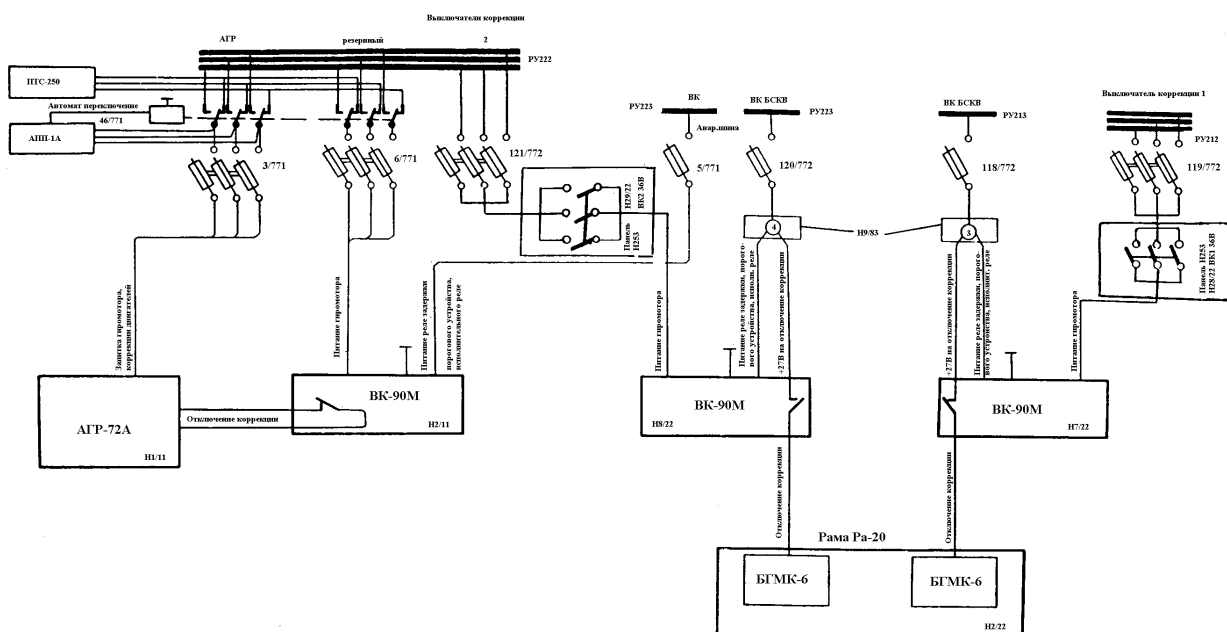 Выключатели коррекции
АГР
резервный
2
РУ222
ПТС-250
Автомат переключение
46/771
АПП-1А
3/771
6/771
121/772
Н29/22
ВК2 36В
Панель
Н253
РУ223
ВК
Авар.шина
5/771
ВК БСКВ
РУ223
120/772
4
Н9/83
ВК БСКВ
РУ213
118/772
3
Выключатель коррекции 1
РУ212
119/772
Панель Н253
Н28/22 ВК1 36В
Запитка гиромотора,
коррекции двигателей
Питание гиромотора
Питание реле задержки
порогового устройства,
исполнительного реле
Питание гиромотора
Питание реле задержки, порого-
вого устройства, исполн. реле
+27В на отключение коррекции
+27В на отключение коррекции
Питание реле задержки, порого-
вого устройства, исполнит. реле
Питание гиромотора
АГР-72А
Н1/11
Отключение коррекции
ВК-90М
Н2/11
ВК-90М
Н8/22
ВК-90М
Н7/22
Отключение коррекции
Отключение коррекции
Рама Ра-20
БГМК-6
БГМК-6
Н2/22